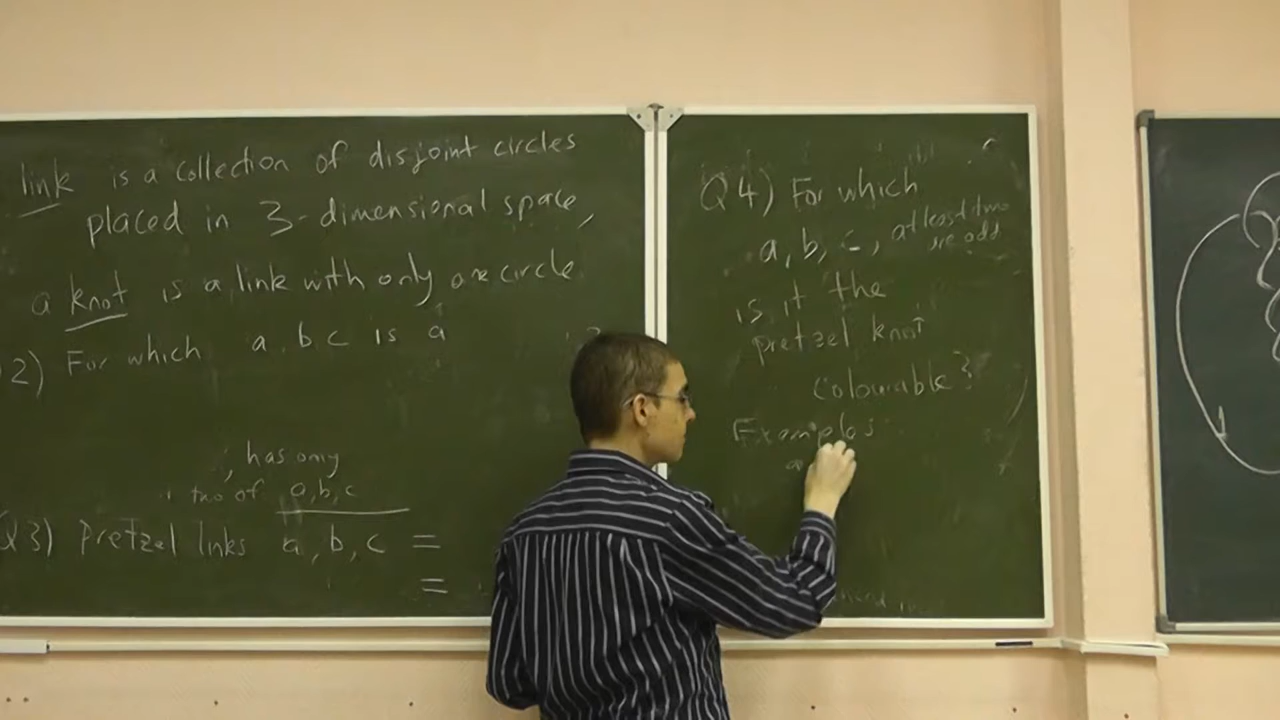 link is a collection of disjoint circles
placed in 3-dimensional space,
a knot is a link with only one circle
2) For which a b c is a
, has only
two of a,b,c
Q3) Pretzel links a, b, c =
=
Q4) For which
a, b, c, at least two
are odd
is it the
pretzel knot
colourable?
Examples